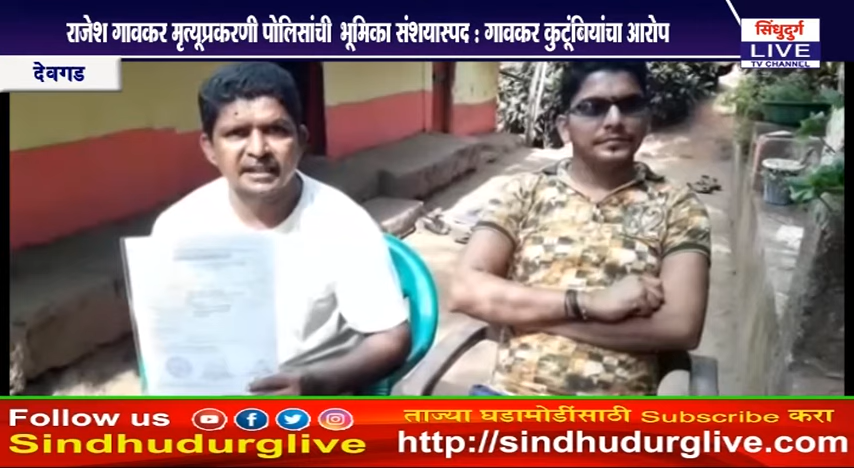 राजेश गावकर मृत्यूप्रकरणी पोलिसांची भूमिका संशयास्पद : गावकर कुटूंबियांचा आरोप
सिंधुदुर्ग
LIVE
TV CHANNEL
देवगड
Follow us
Sindhudurglive
ताज्या घडामोडींसाठी Subscribe करा
http://sindhudurglive.com